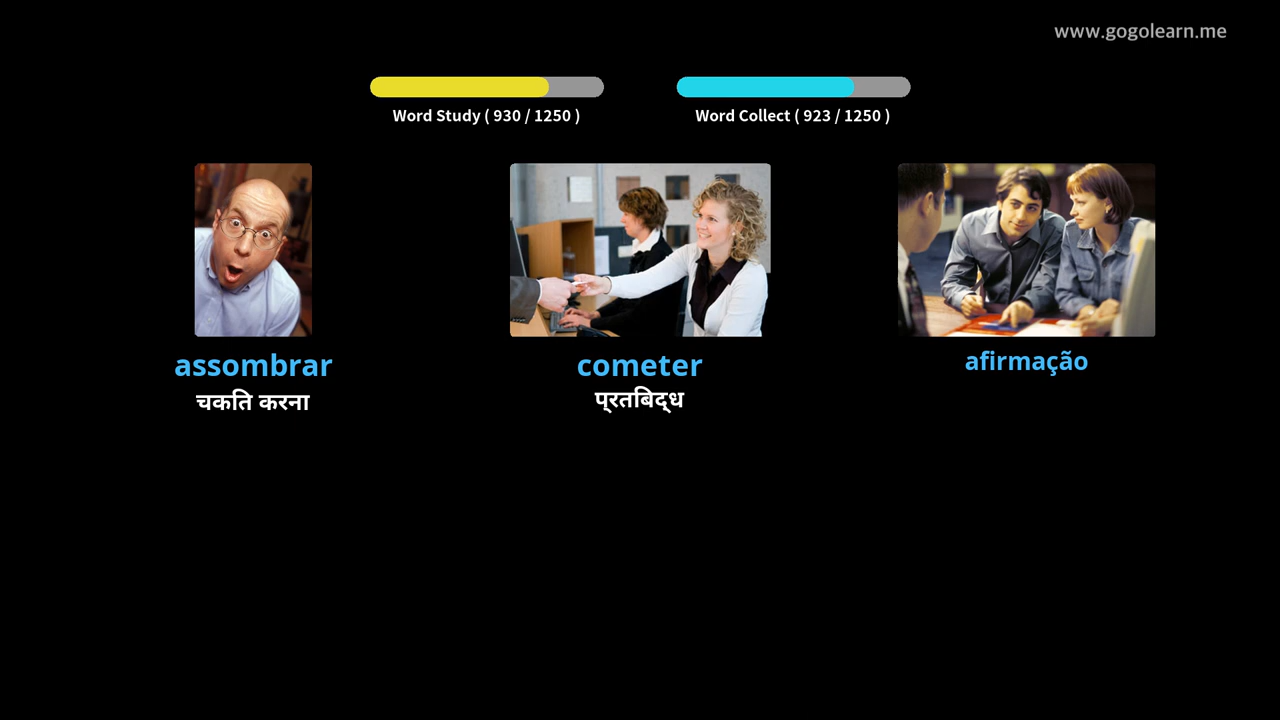 www.gogolearn.me
Word Study ( 930 / 1250 )
Word Collect ( 923 / 1250 )
assombrar
चकति करना
cometer
प्रतबिद्ध
afirmação